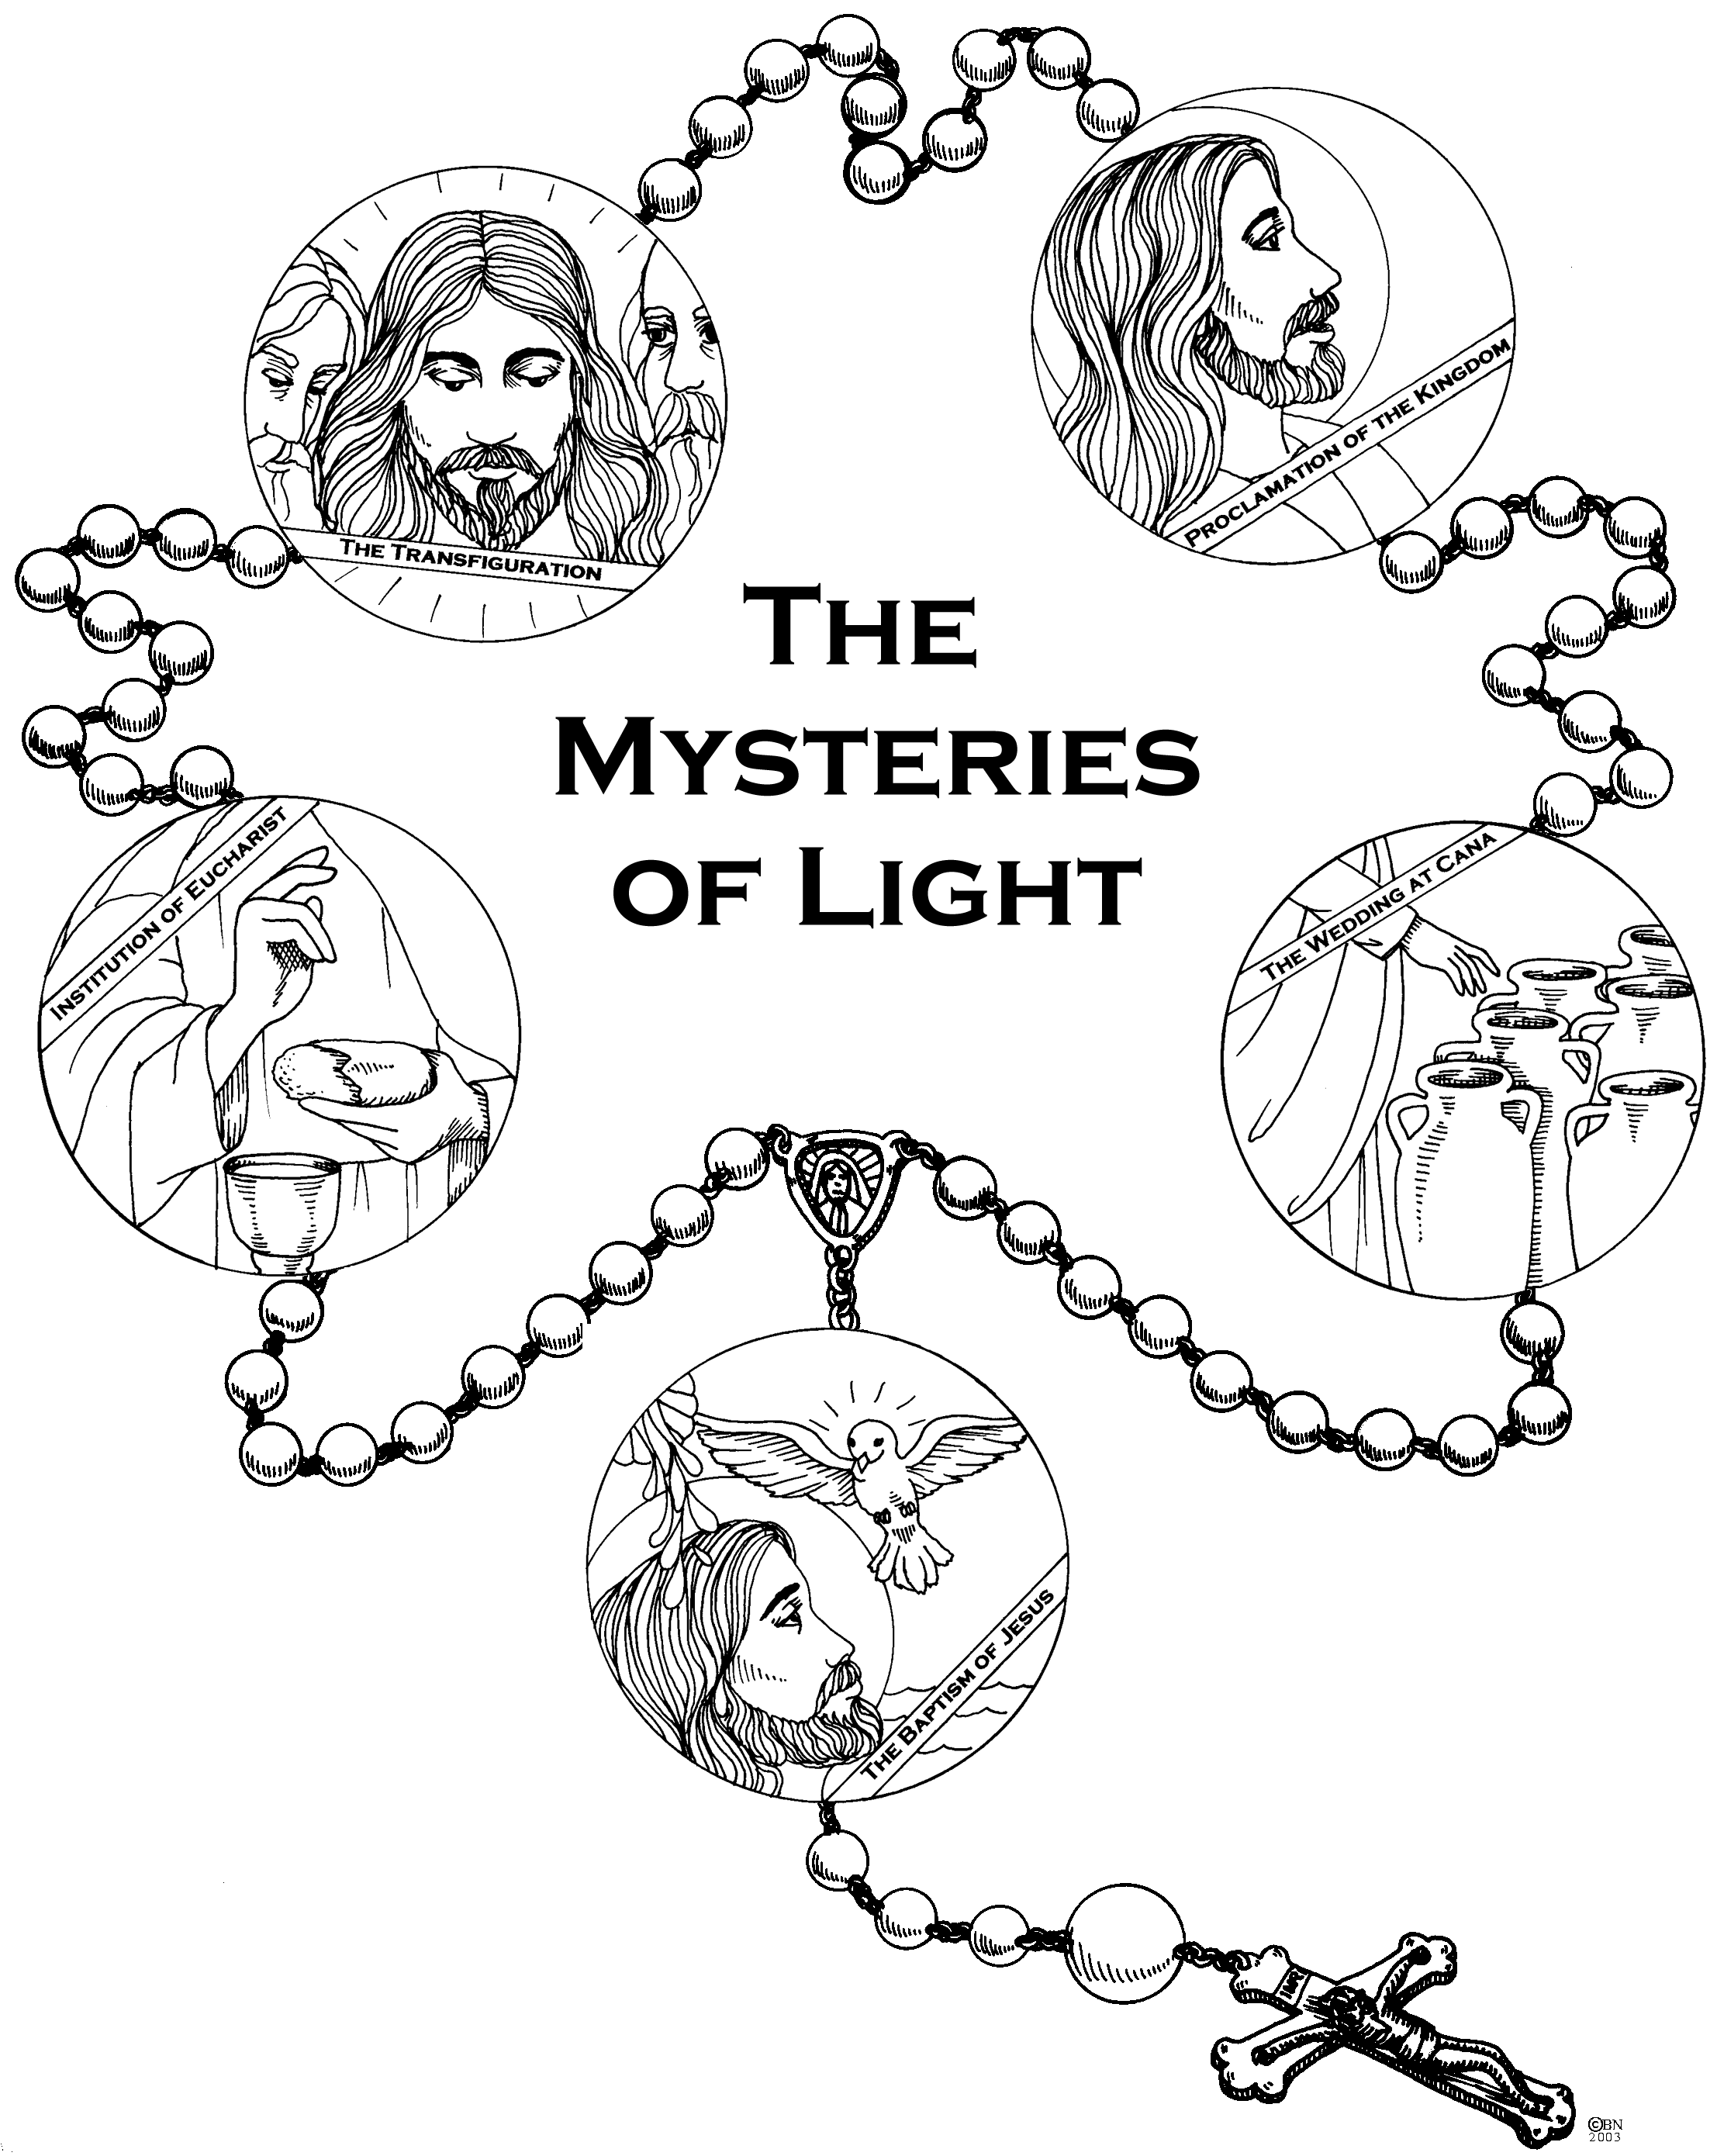 THE
MYSTERIES
OF LIGHT
THE TRANSFIGURATION
PROCLAMATION OF THE KINGDOM
INSTITUTION OF EUCHARIST
THE WEDDING AT CANA
THE BAPTISM OF JESUS
INRI
©BN
2003